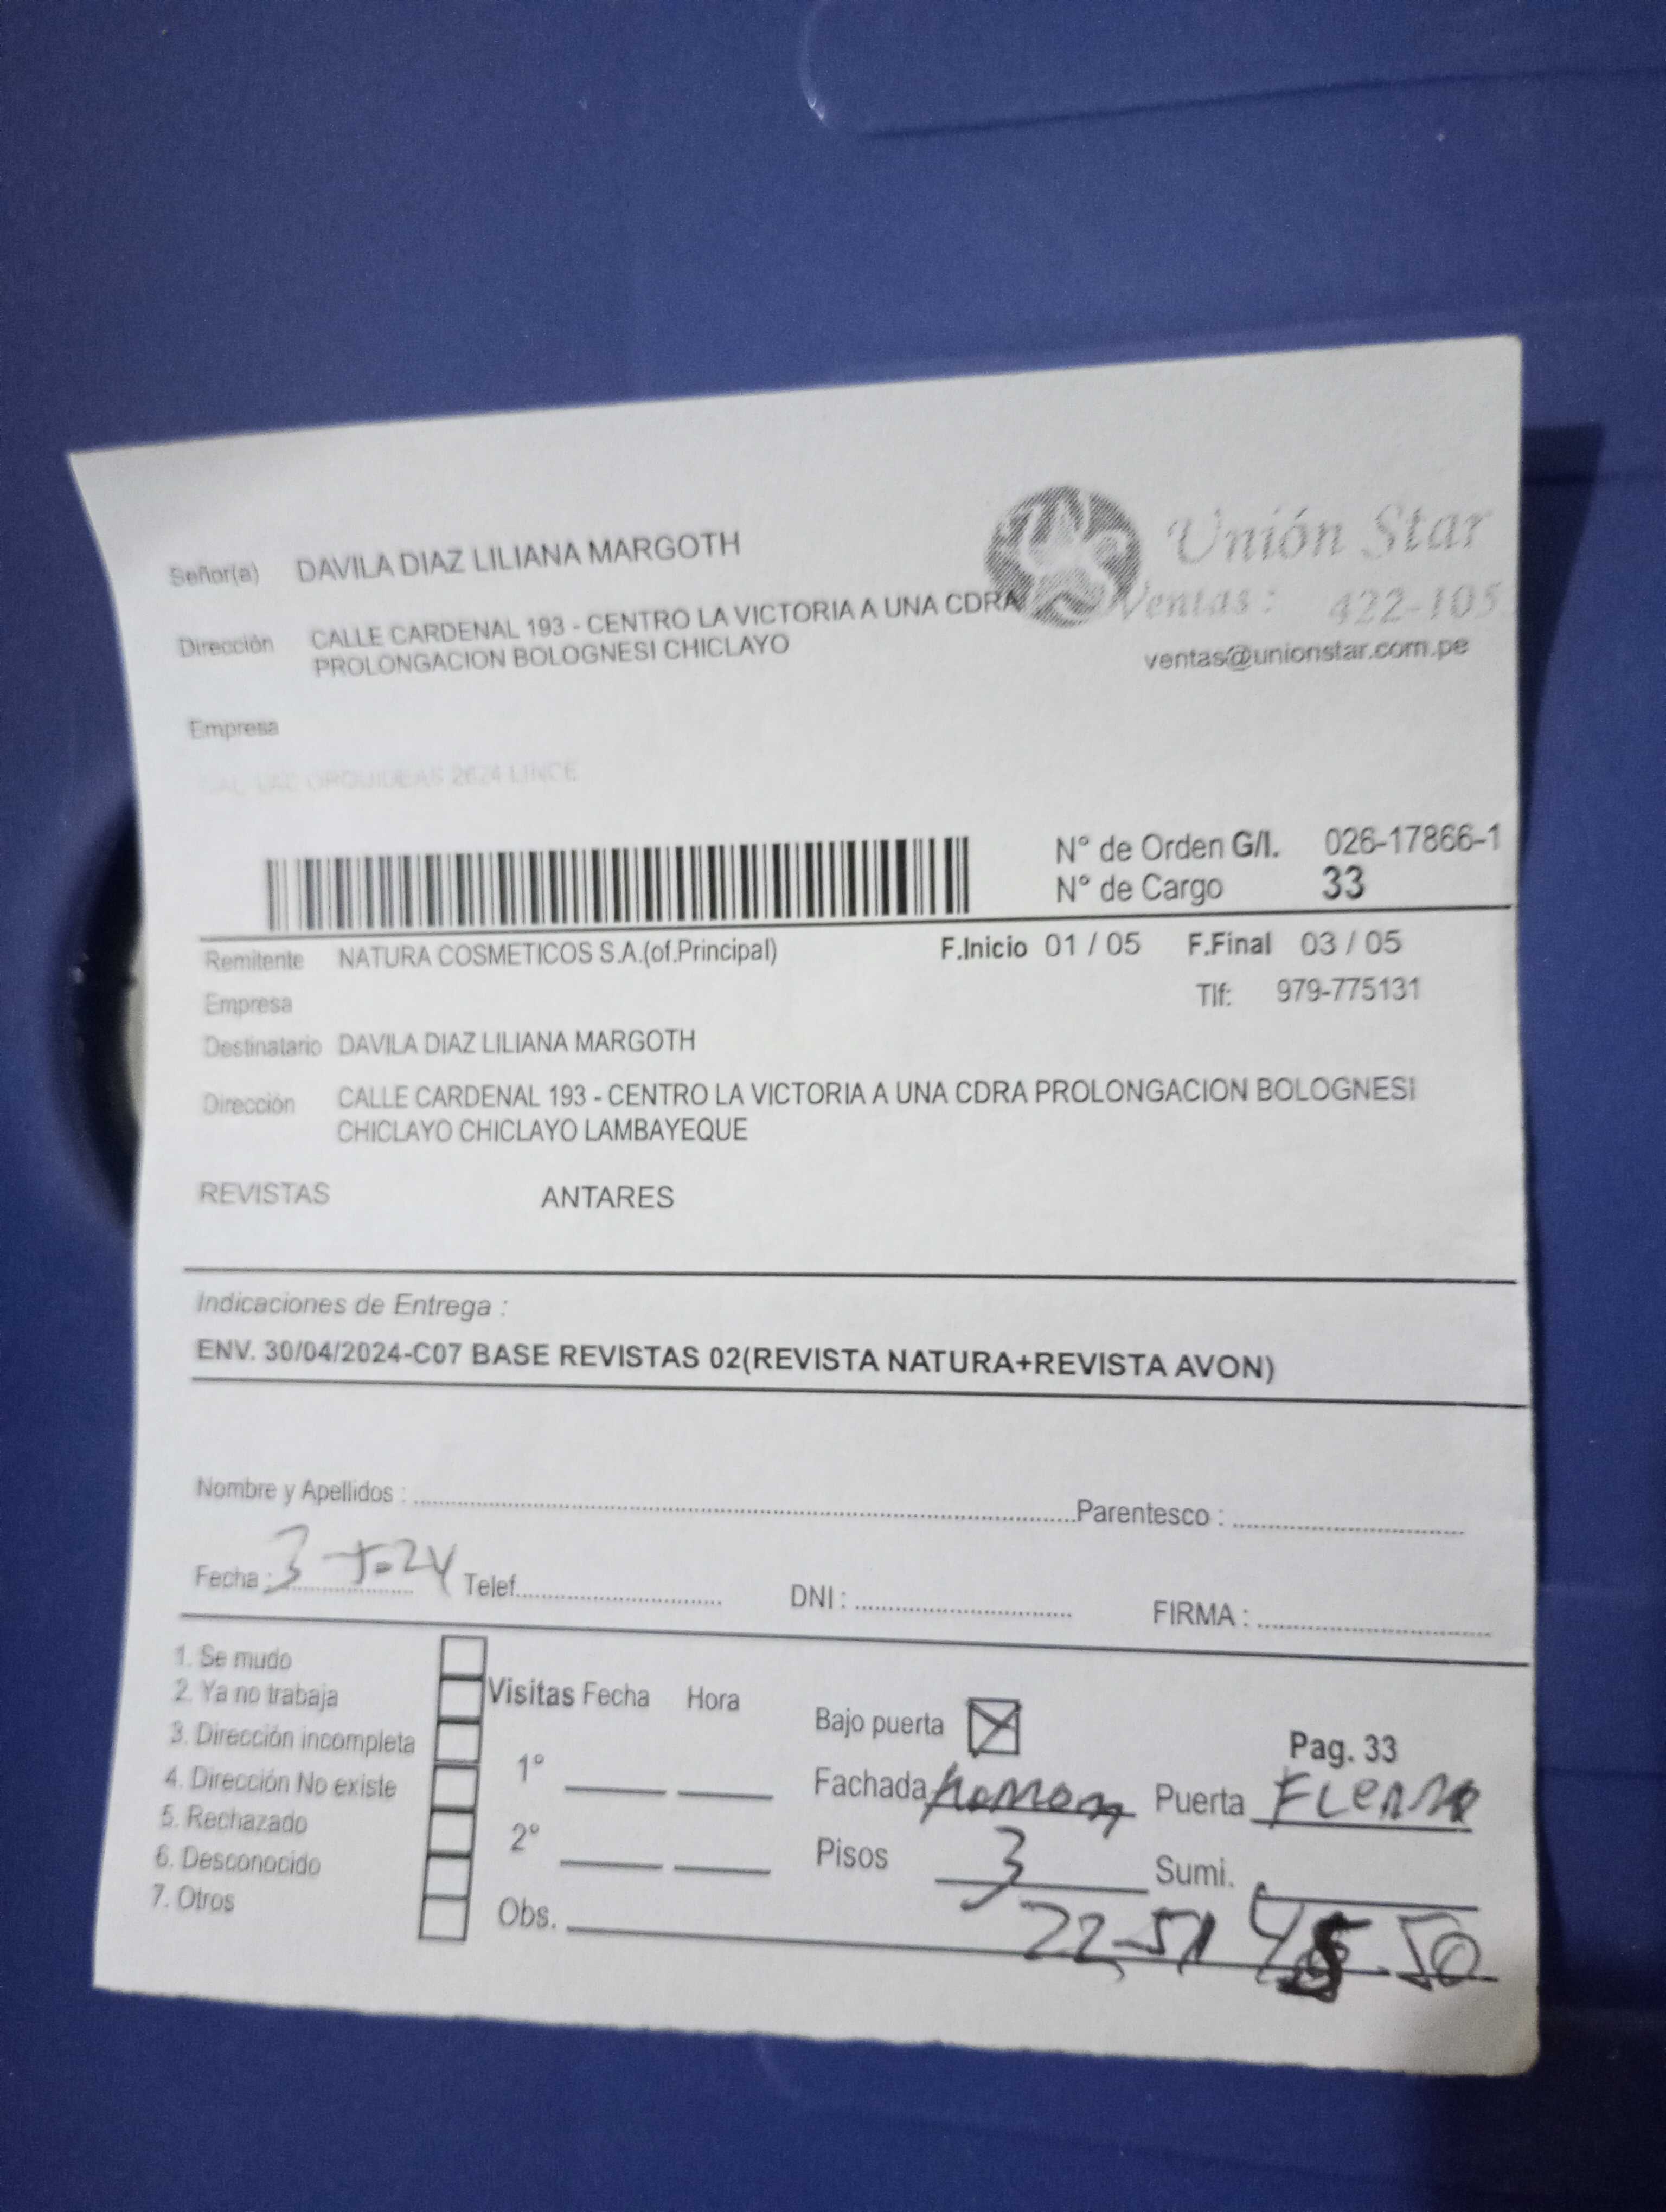 Unión Star
Señor(a) DAVILA DIAZ LILIANA MARGOTH
Ventas : 422-105
Dirección CALLE CARDENAL 193 - CENTRO LA VICTORIA A UNA CDRA
PROLONGACION BOLOGNESI CHICLAYO
ventas@unionstar.com.pe
Empresa
ORQUIDEAS 2624 LINCE
N° de Orden G/I. 026-17866-1
N° de Cargo 33
Remitente NATURA COSMETICOS S.A.(of.Principal) F.Inicio 01 / 05 F.Final 03 / 05
Empresa Tlf: 979-775131
Destinatario DAVILA DIAZ LILIANA MARGOTH
Dirección CALLE CARDENAL 193 - CENTRO LA VICTORIA A UNA CDRA PROLONGACION BOLOGNESI
CHICLAYO CHICLAYO LAMBAYEQUE
REVISTAS ANTARES
Indicaciones de Entrega :
ENV. 30/04/2024-C07 BASE REVISTAS 02(REVISTA NATURA+REVISTA AVON)
Nombre y Apellidos : Parentesco :
Fecha : 3-5-24 Telef. DNI : FIRMA :
1. Se mudo
2. Ya no trabaja
3. Dirección incompleta
4. Dirección No existe
5. Rechazado
6. Desconocido
7. Otros
Visitas Fecha Hora
1°
2°
Obs.
Bajo puerta
Pag. 33
Fachada Puerta
Pisos 3 Sumi.